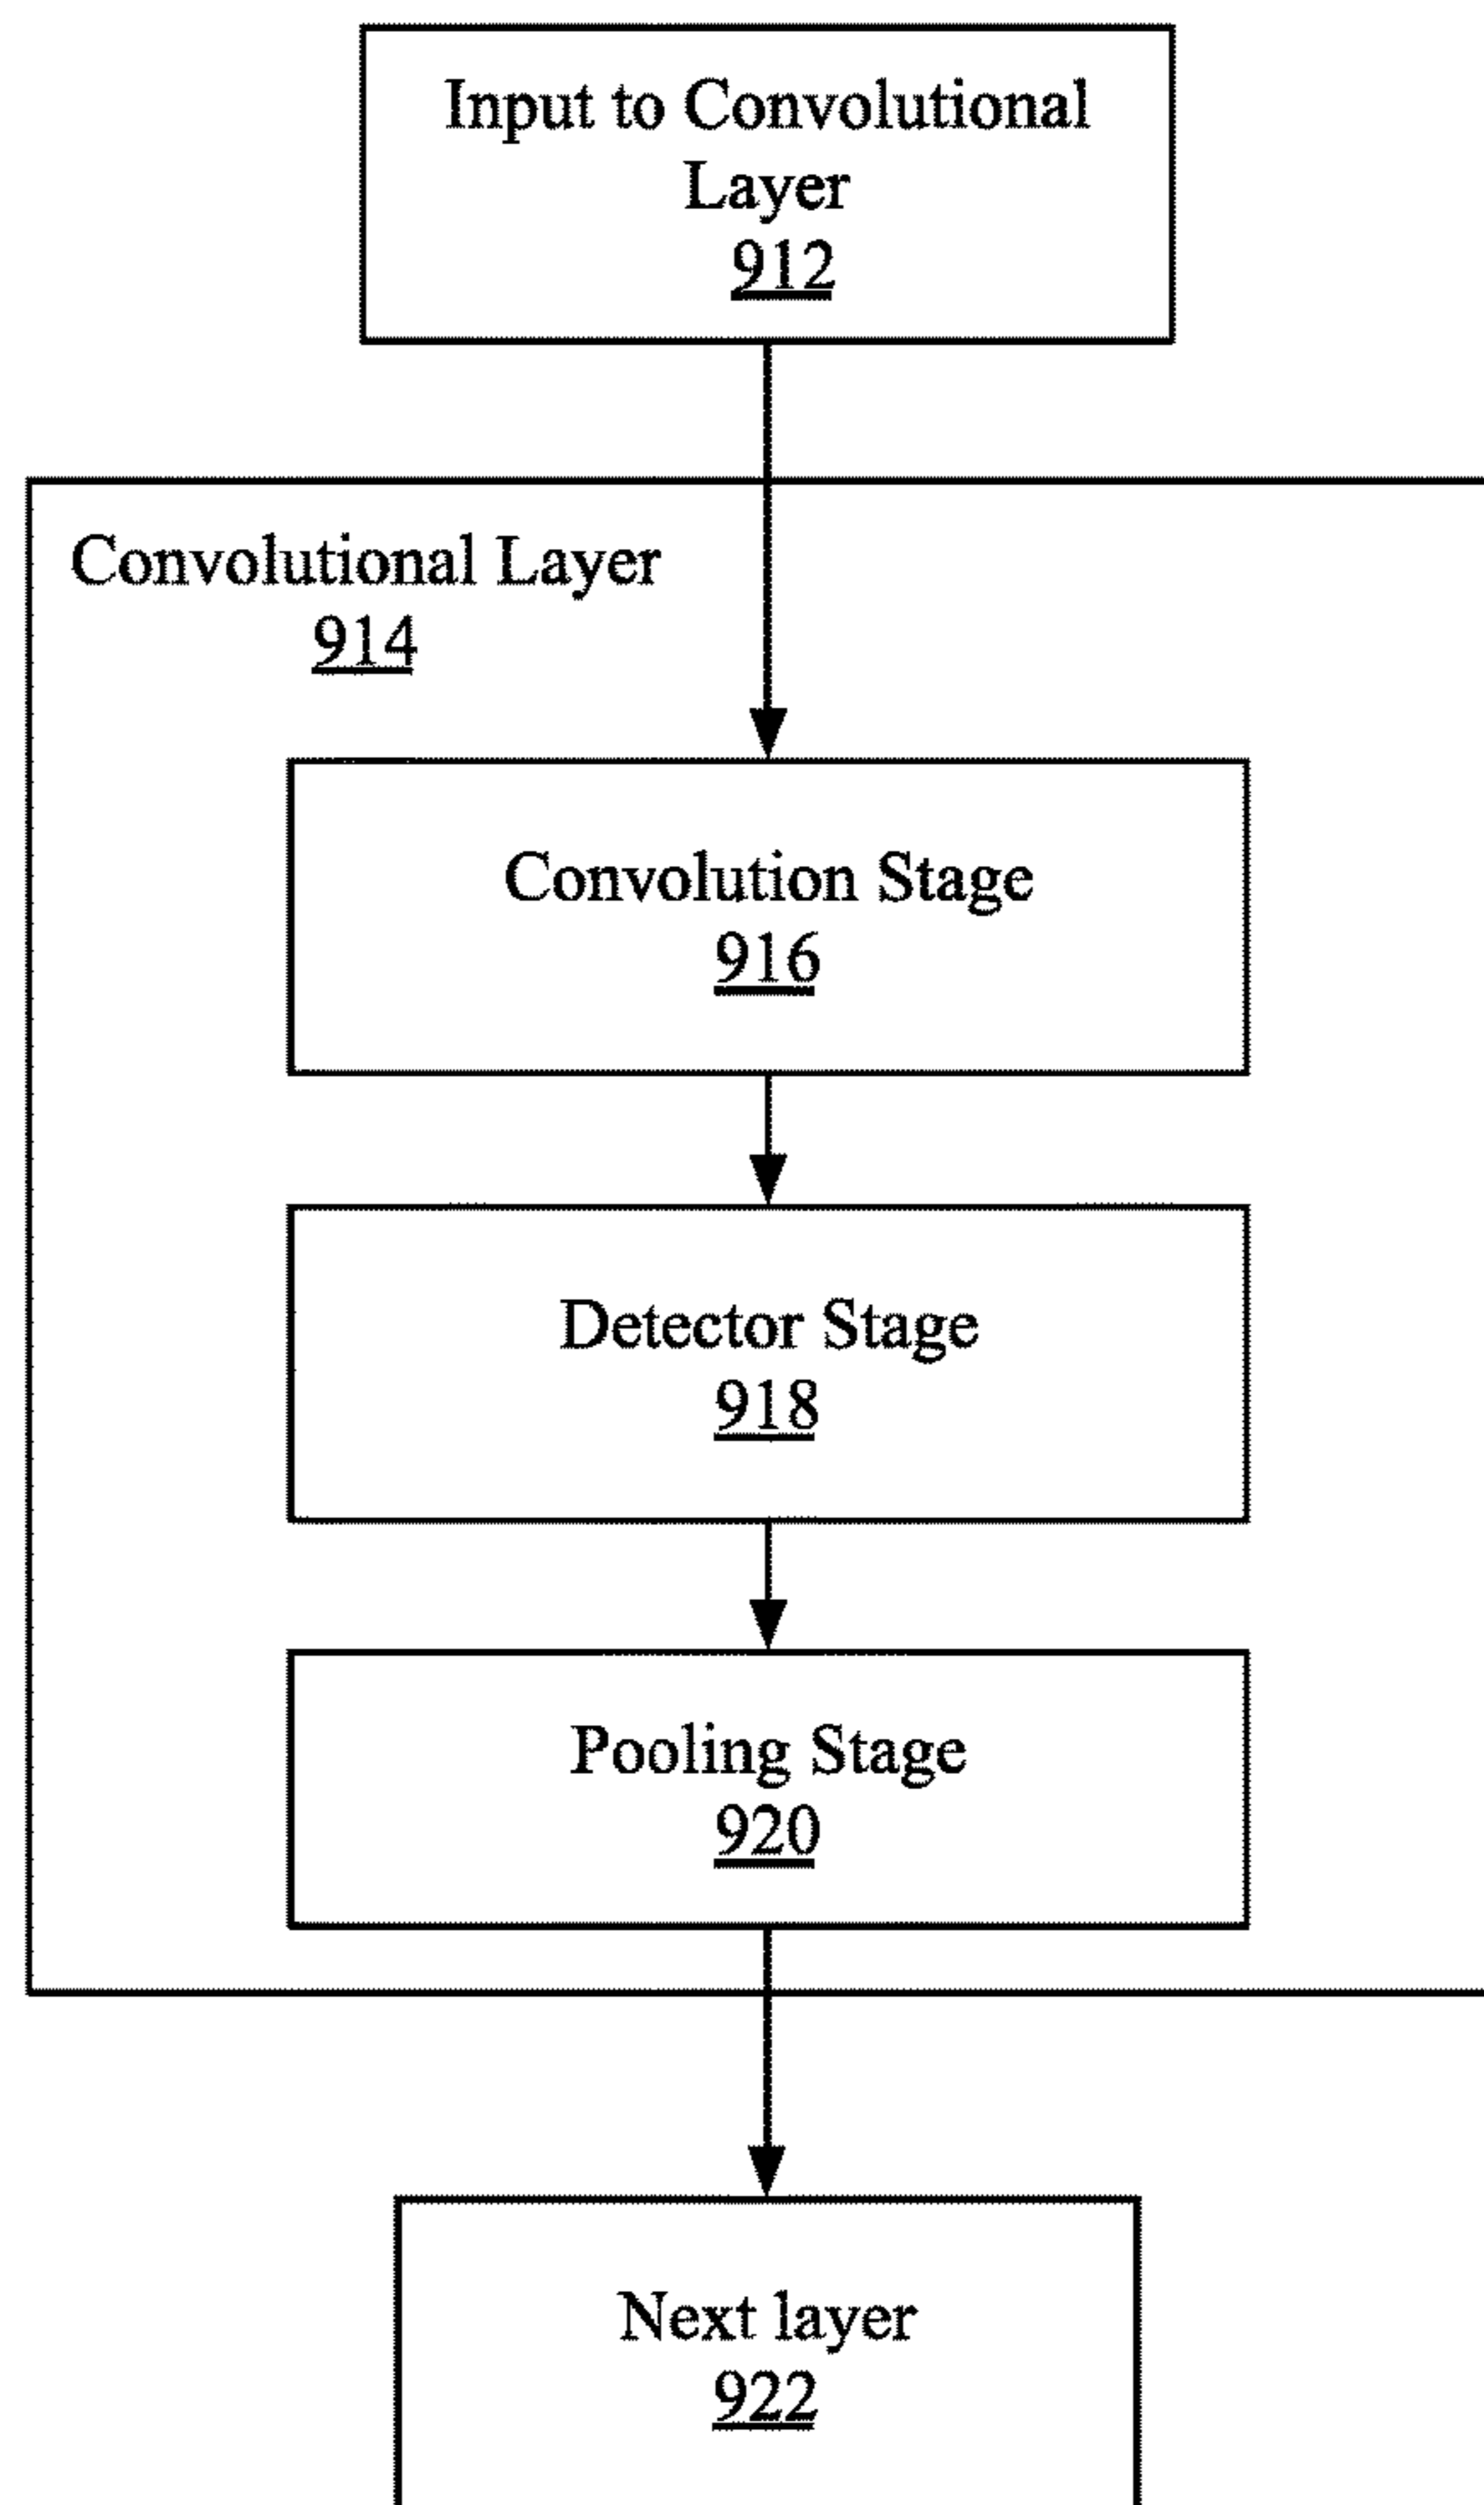 Input to Convolutional
Layer
912
Convolutional Layer
914
Convolution Stage
916
Detector Stage
918
Pooling Stage
920
Next layer
922